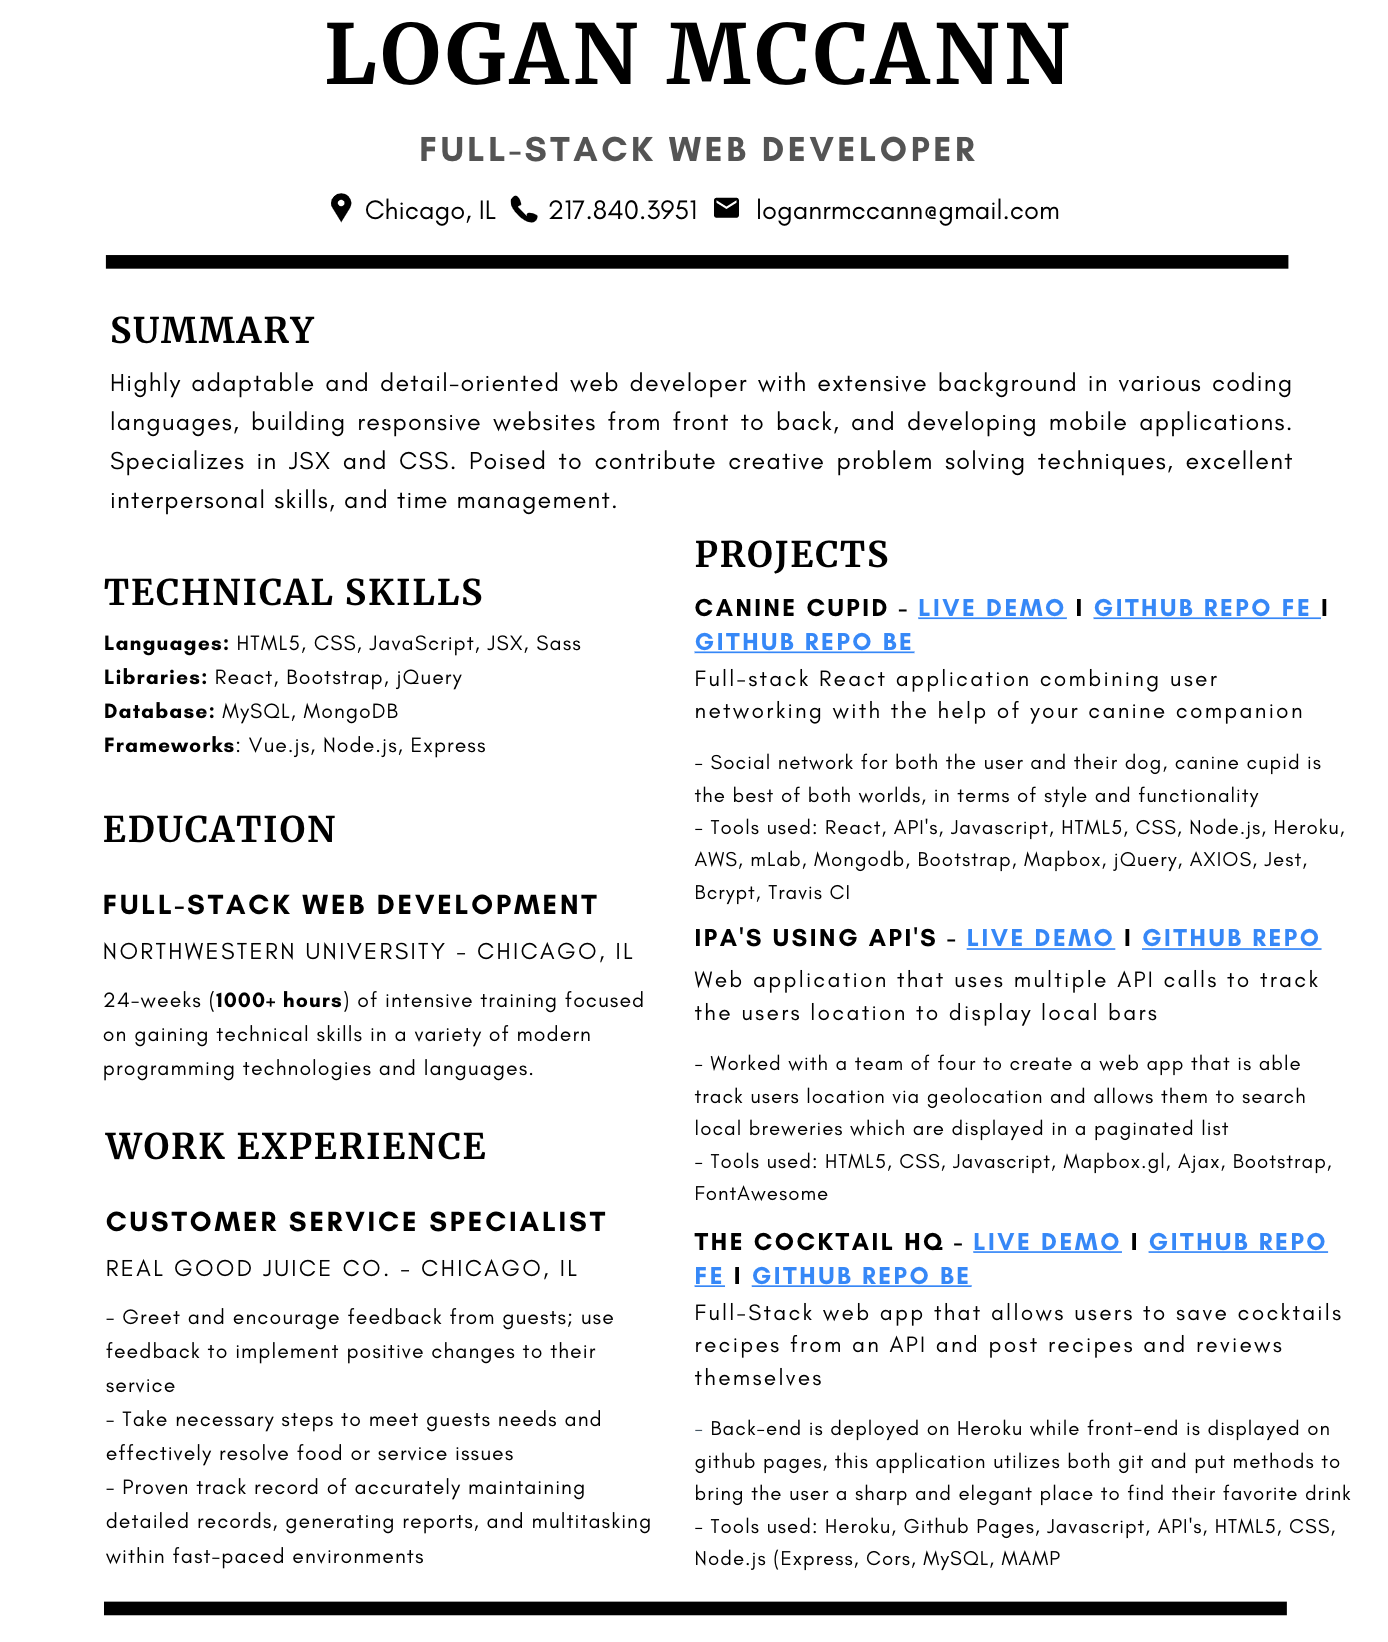 LOGAN MCCANN
FULL-STACK WEB DEVELOPER
Chicago, IL 217.840.3951 loganrmccann@gmail.com
SUMMARY
Highly adaptable and detail-oriented web developer with extensive background in various coding
languages, building responsive websites from front to back, and developing mobile applications.
Specializes in JSX and CSS. Poised to contribute creative problem solving techniques, excellent
interpersonal skills, and time management.
TECHNICAL SKILLS
Languages: HTML5, CSS, JavaScript, JSX, Sass
Libraries: React, Bootstrap, jQuery
Database: MySQL, MongoDB
Frameworks: Vue.js, Node.js, Express
EDUCATION
FULL-STACK WEB DEVELOPMENT
NORTHWESTERN UNIVERSITY - CHICAGO, IL
24-weeks (1000+ hours) of intensive training focused
on gaining technical skills in a variety of modern
programming technologies and languages.
WORK EXPERIENCE
CUSTOMER SERVICE SPECIALIST
REAL GOOD JUICE CO. - CHICAGO, IL
- Greet and encourage feedback from guests; use
feedback to implement positive changes to their
service
- Take necessary steps to meet guests needs and
effectively resolve food or service issues
- Proven track record of accurately maintaining
detailed records, generating reports, and multitasking
within fast-paced environments
PROJECTS
CANINE CUPID - LIVE DEMO I GITHUB REPO FE I
GITHUB REPO BE
Full-stack React application combining user
networking with the help of your canine companion
- Social network for both the user and their dog, canine cupid is
the best of both worlds, in terms of style and functionality
- Tools used: React, API's, Javascript, HTML5, CSS, Node.js, Heroku,
AWS, mLab, Mongodb, Bootstrap, Mapbox, jQuery, AXIOS, Jest,
Bcrypt, Travis CI
IPA'S USING API'S - LIVE DEMO I GITHUB REPO
Web application that uses multiple API calls to track
the users location to display local bars
- Worked with a team of four to create a web app that is able
track users location via geolocation and allows them to search
local breweries which are displayed in a paginated list
- Tools used: HTML5, CSS, Javascript, Mapbox.gl, Ajax, Bootstrap,
FontAwesome
THE COCKTAIL HQ - LIVE DEMO I GITHUB REPO
FE I GITHUB REPO BE
Full-Stack web app that allows users to save cocktails
recipes from an API and post recipes and reviews
themselves
- Back-end is deployed on Heroku while front-end is displayed on
github pages, this application utilizes both git and put methods to
bring the user a sharp and elegant place to find their favorite drink
- Tools used: Heroku, Github Pages, Javascript, API's, HTML5, CSS,
Node.js (Express, Cors, MySQL, MAMP